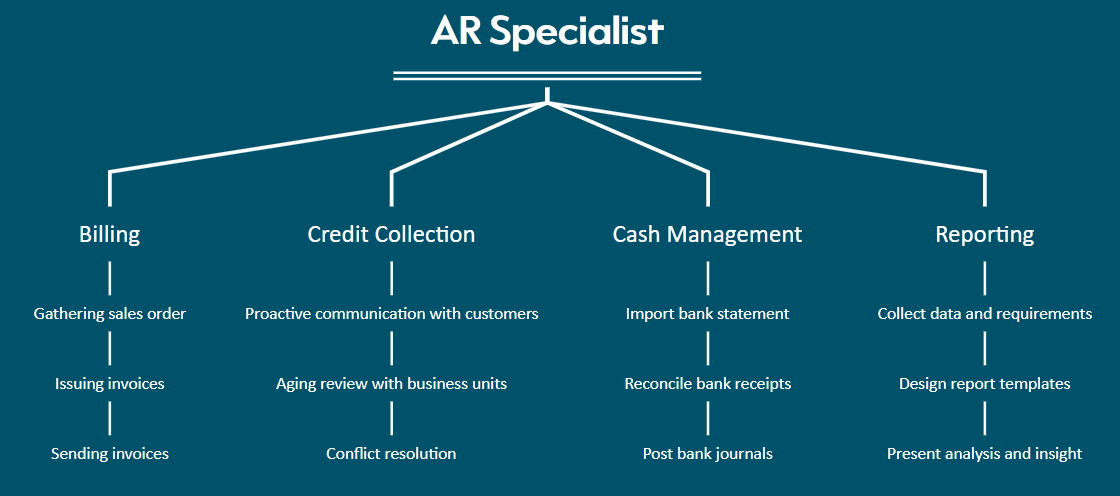 AR Specialist
Billing
Credit Collection
Cash Management
Reporting
Gathering sales order
Proactive communication with customers
Import bank statement
Collect data and requirements
Issuing invoices
Aging review with business units
Reconcile bank receipts
Design report templates
Sending invoices
Conflict resolution
Post bank journals
Present analysis and insight